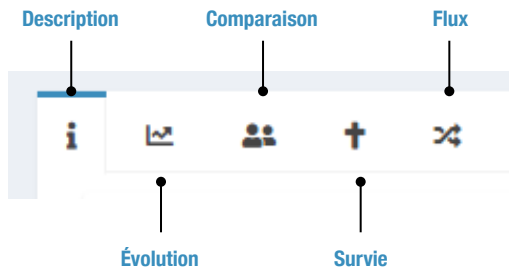 Description
Comparaison
Flux
Évolution
Survie